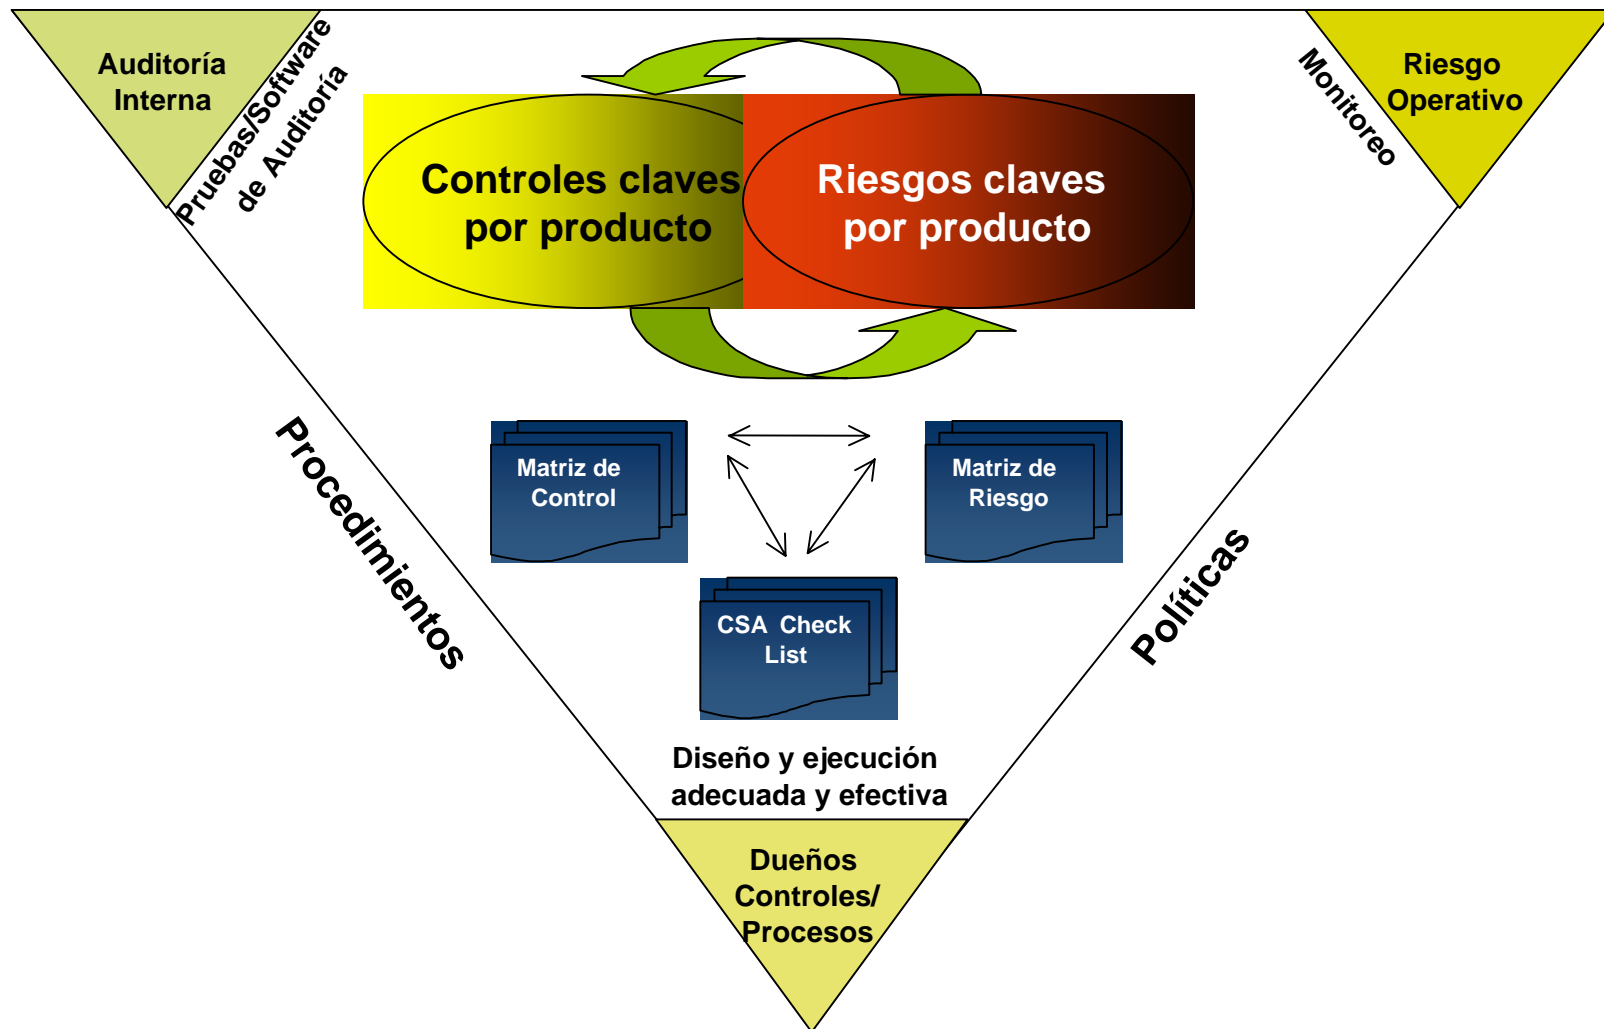 Auditoría
Interna
Pruebas/Software
de Auditoría
Monitoreo
Riesgo
Operativo
Controles claves
por producto
Riesgos claves
por producto
Procedimientos
Políticas
Matriz de
Control
Matriz de
Riesgo
CSA Check
List
Diseño y ejecución
adecuada y efectiva
Dueños
Controles/
Procesos